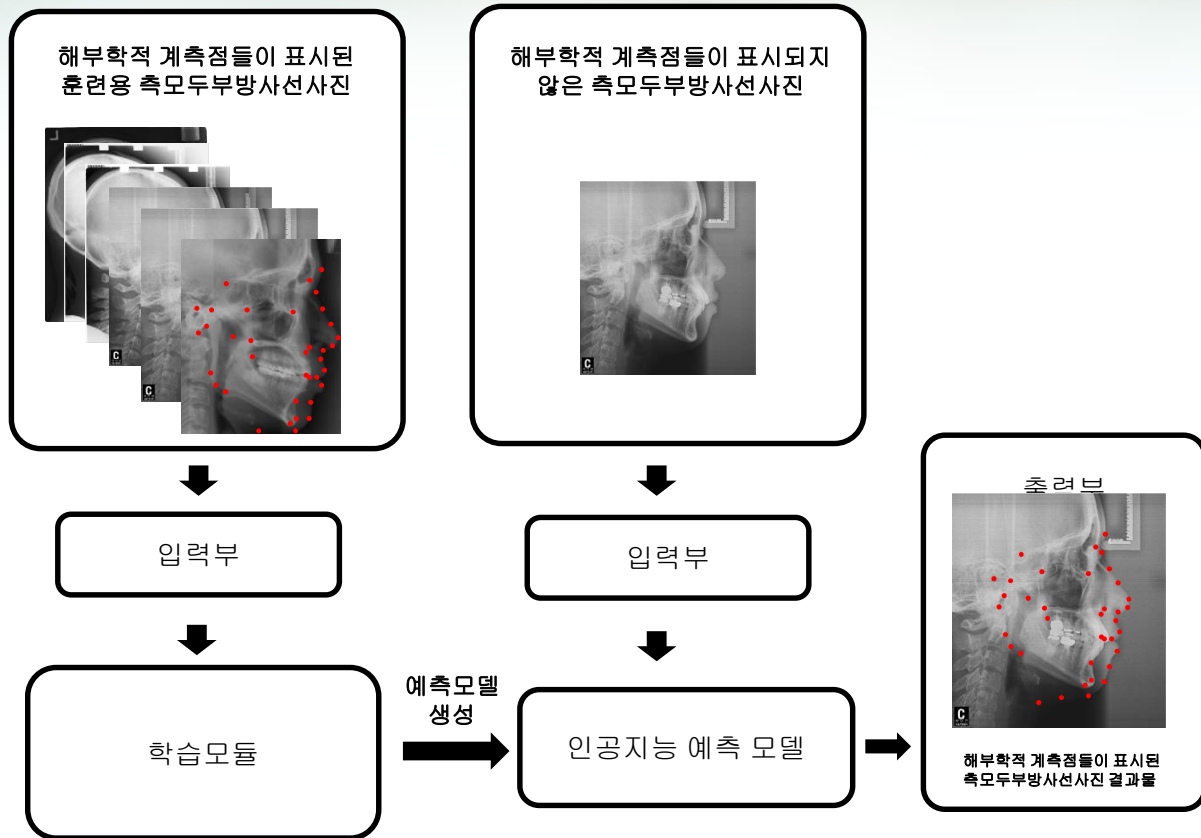 해부학적 계측점들이 표시된
훈련용 측모두부방사선사진
해부학적 계측점들이 표시되지
않은 측모두부방사선사진
L
C
C
C
C
입력부
입력부
출력부
C
학습모듈
예측모델
생성
인공지능 예측 모델
해부학적 계측점들이 표시된
측모두부방사선사진 결과물